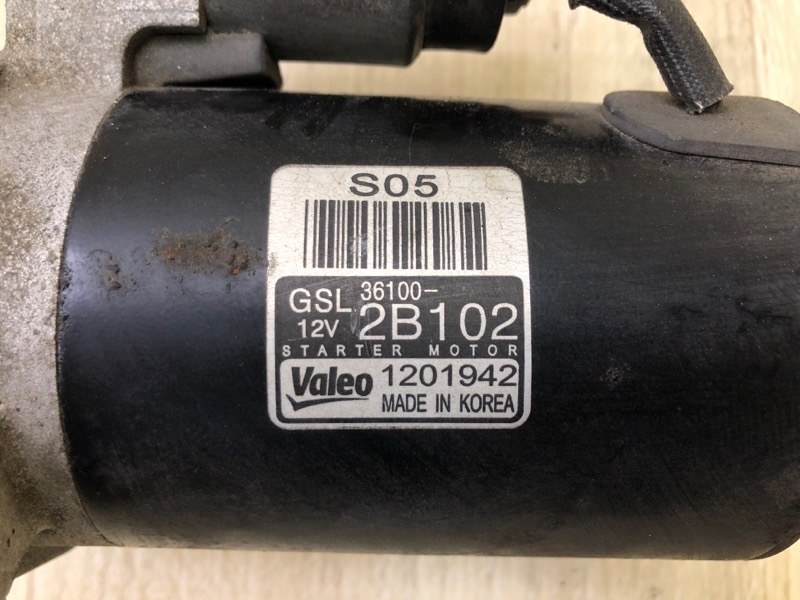 S05
GSL 36100-
12V 2B102
STARTER MOTOR
Valeo 1201942
MADE IN KOREA